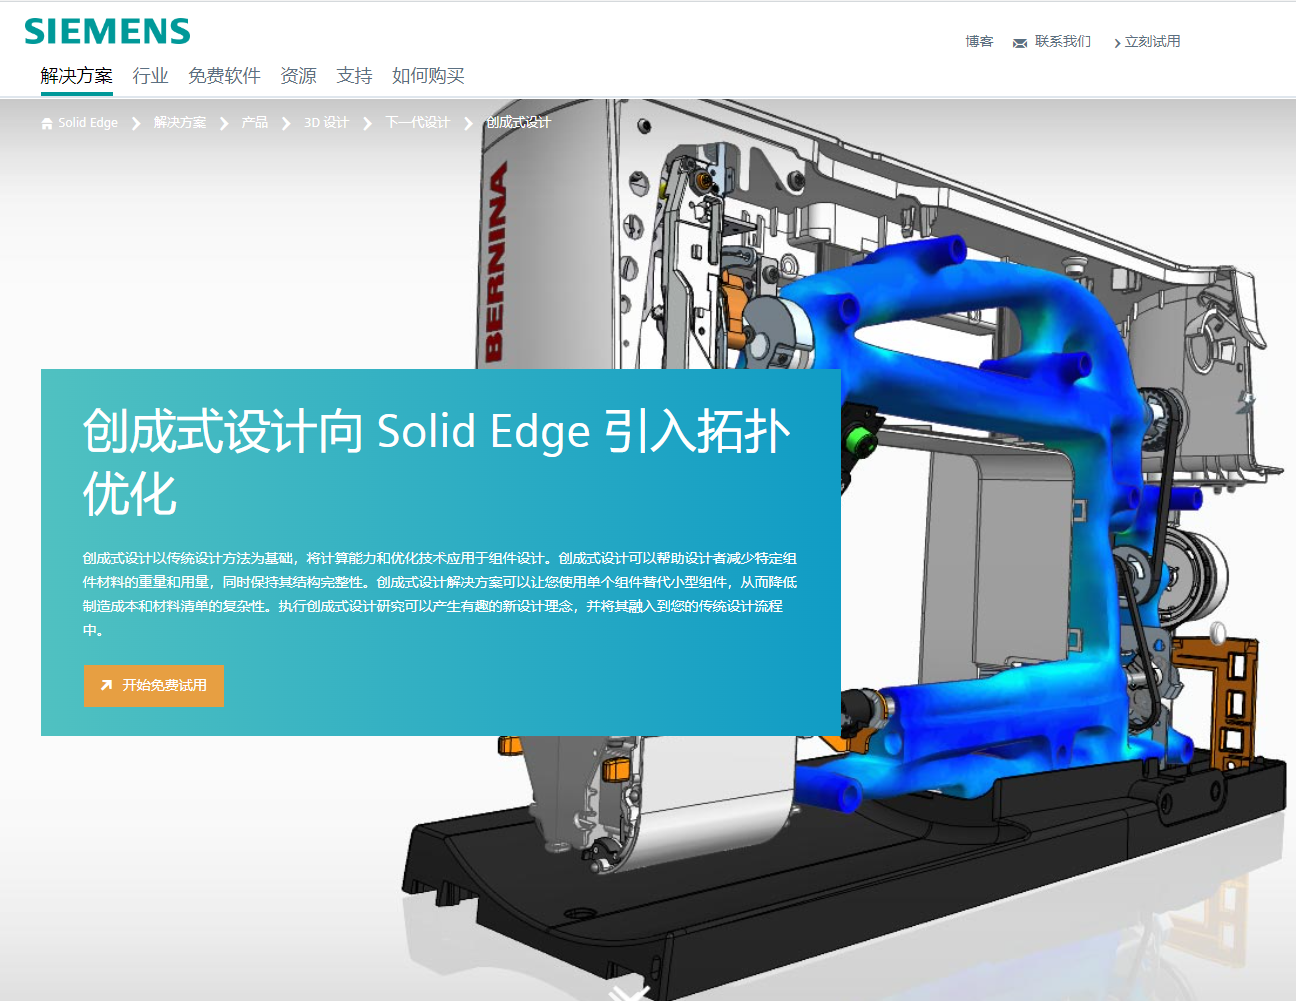 SIEMENS
博客 联系我们 立刻试用
解决方案 行业 免费软件 资源 支持 如何购买
Solid Edge 解决方案 产品 3D 设计 下一代设计 创成式设计
BERNINA
创成式设计向 Solid Edge 引入拓扑
优化
创成式设计以传统设计方法为基础，将计算能力和优化技术应用于组件设计。创成式设计可以帮助设计者减少特定组
件材料的重量和用量，同时保持其结构完整性。创成式设计解决方案可以让您使用单个组件替代小型组件，从而降低
制造成本和材料清单的复杂性。执行创成式设计研究可以产生有趣的新设计理念，并将其融入到您的传统设计流程
中。
开始免费试用